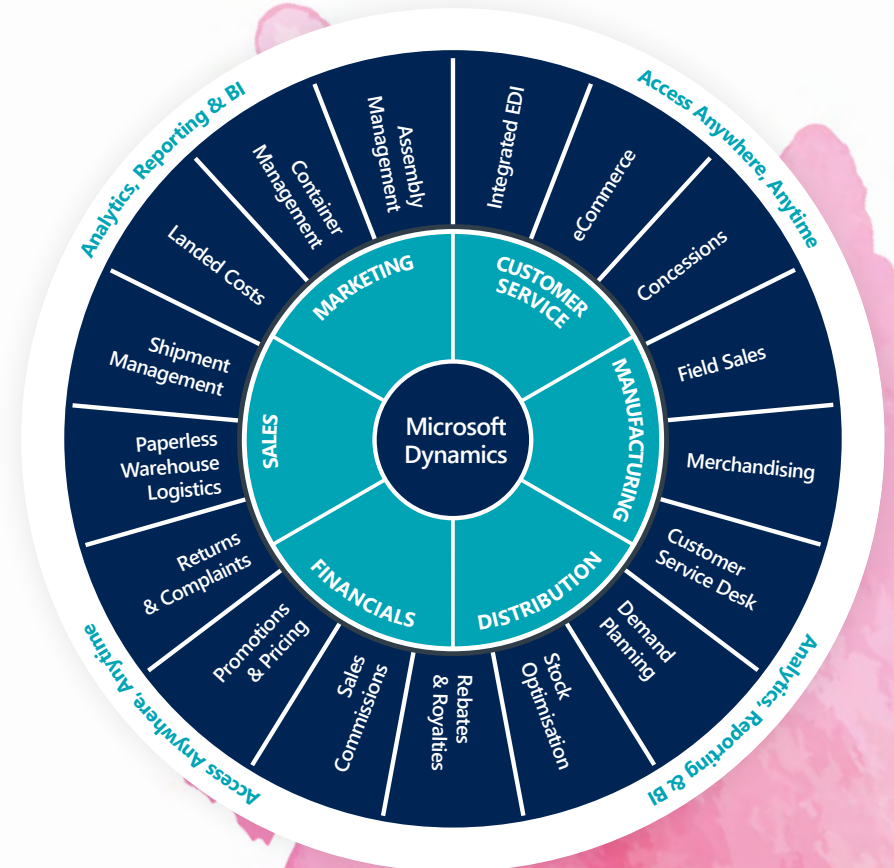 Analytics, Reporting & BI
Access Anywhere, Anytime
Integrated EDI
eCommerce
Concessions
Field Sales
Merchandising
Customer
Service Desk
Demand
Planning
Stock
Optimisation
Rebates
& Royalties
Sales
Commissions
Promotions
& Pricing
Returns
& Complaints
Paperless
Warehouse
Logistics
Shipment
Management
Landed Costs
Container
Management
Assembly
Management
MARKETING
CUSTOMER
SERVICE
MANUFACTURING
DISTRIBUTION
FINANCIALS
SALES
Microsoft
Dynamics
Access Anywhere, Anytime
Analytics, Reporting & BI